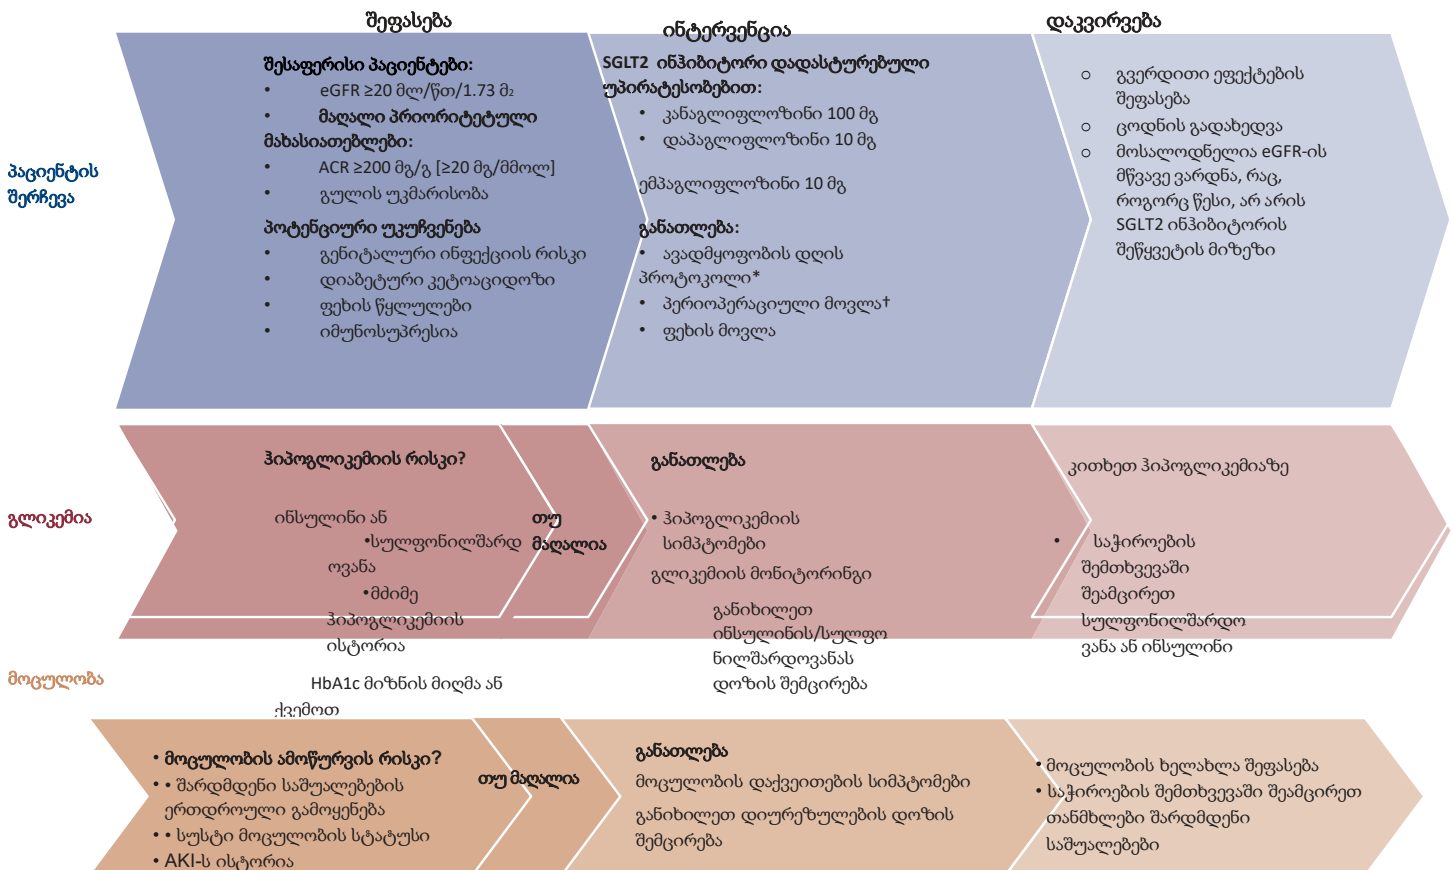 შეფასება
ინტერვენცია
დაკვირვება
პაციენტის
შერჩევა
შესაფერისი პაციენტები:
• eGFR ≥20 მლ/წთ/1.73 მ₂
• მაღალი პრიორიტეტული
მახასიათებლები:
• ACR ≥200 მგ/გ [≥20 მგ/მმოლ]
• გულის უკმარისობა
პოტენციური უკუჩვენება
• გენიტალური ინფექციის რისკი
• დიაბეტური კეტოაციდოზი
• ფეხის წყლულები
• იმუნოსუპრესია
SGLT2 ინჰიბიტორი დადასტურებული
უპირატესობებით:
• კანაგლიფლოზინი 100 მგ
• დაპაგლიფლოზინი 10 მგ
ემპაგლიფლოზინი 10 მგ
განათლება:
• ავადმყოფობის დღის
პროტოკოლი*
• პერიოპერაციული მოვლა†
• ფეხის მოვლა
o გვერდითი ეფექტების
შეფასება
o ცოდნის გადახედვა
o მოსალოდნელია eGFR-ის
მწვავე ვარდნა, რაც,
როგორც წესი, არ არის
SGLT2 ინჰიბიტორის
შეწყვეტის მიზეზი
გლიკემია
ჰიპოგლიკემიის რისკი?
ინსულინი ან
•სულფონილშარდ
ოვანა
•მძიმე
ჰიპოგლიკემიის
ისტორია
HbA1c მიზნის მიღმა ან
ქვემოთ
თუ
მაღალია
განათლება
• ჰიპოგლიკემიის
სიმპტომები
გლიკემიის მონიტორინგი
განიხილეთ
ინსულინის/სულფო
ნილშარდოვანას
დოზის შემცირება
კითხეთ ჰიპოგლიკემიაზე
• საჭიროების
შემთხვევაში
შეამცირეთ
სულფონილშარდო
ვანა ან ინსულინი
მოცულობა
• მოცულობის ამოწურვის რისკი?
• • შარდმდენი საშუალებების
ერთდროული გამოყენება
• • სუსტი მოცულობის სტატუსი
• AKI-ს ისტორია
თუ მაღალია
განათლება
მოცულობის დაქვეითების სიმპტომები
განიხილეთ დიურეზულების დოზის
შემცირება
• მოცულობის ხელახლა შეფასება
• საჭიროების შემთხვევაში შეამცირეთ
თანმხლები შარდმდენი
საშუალებები